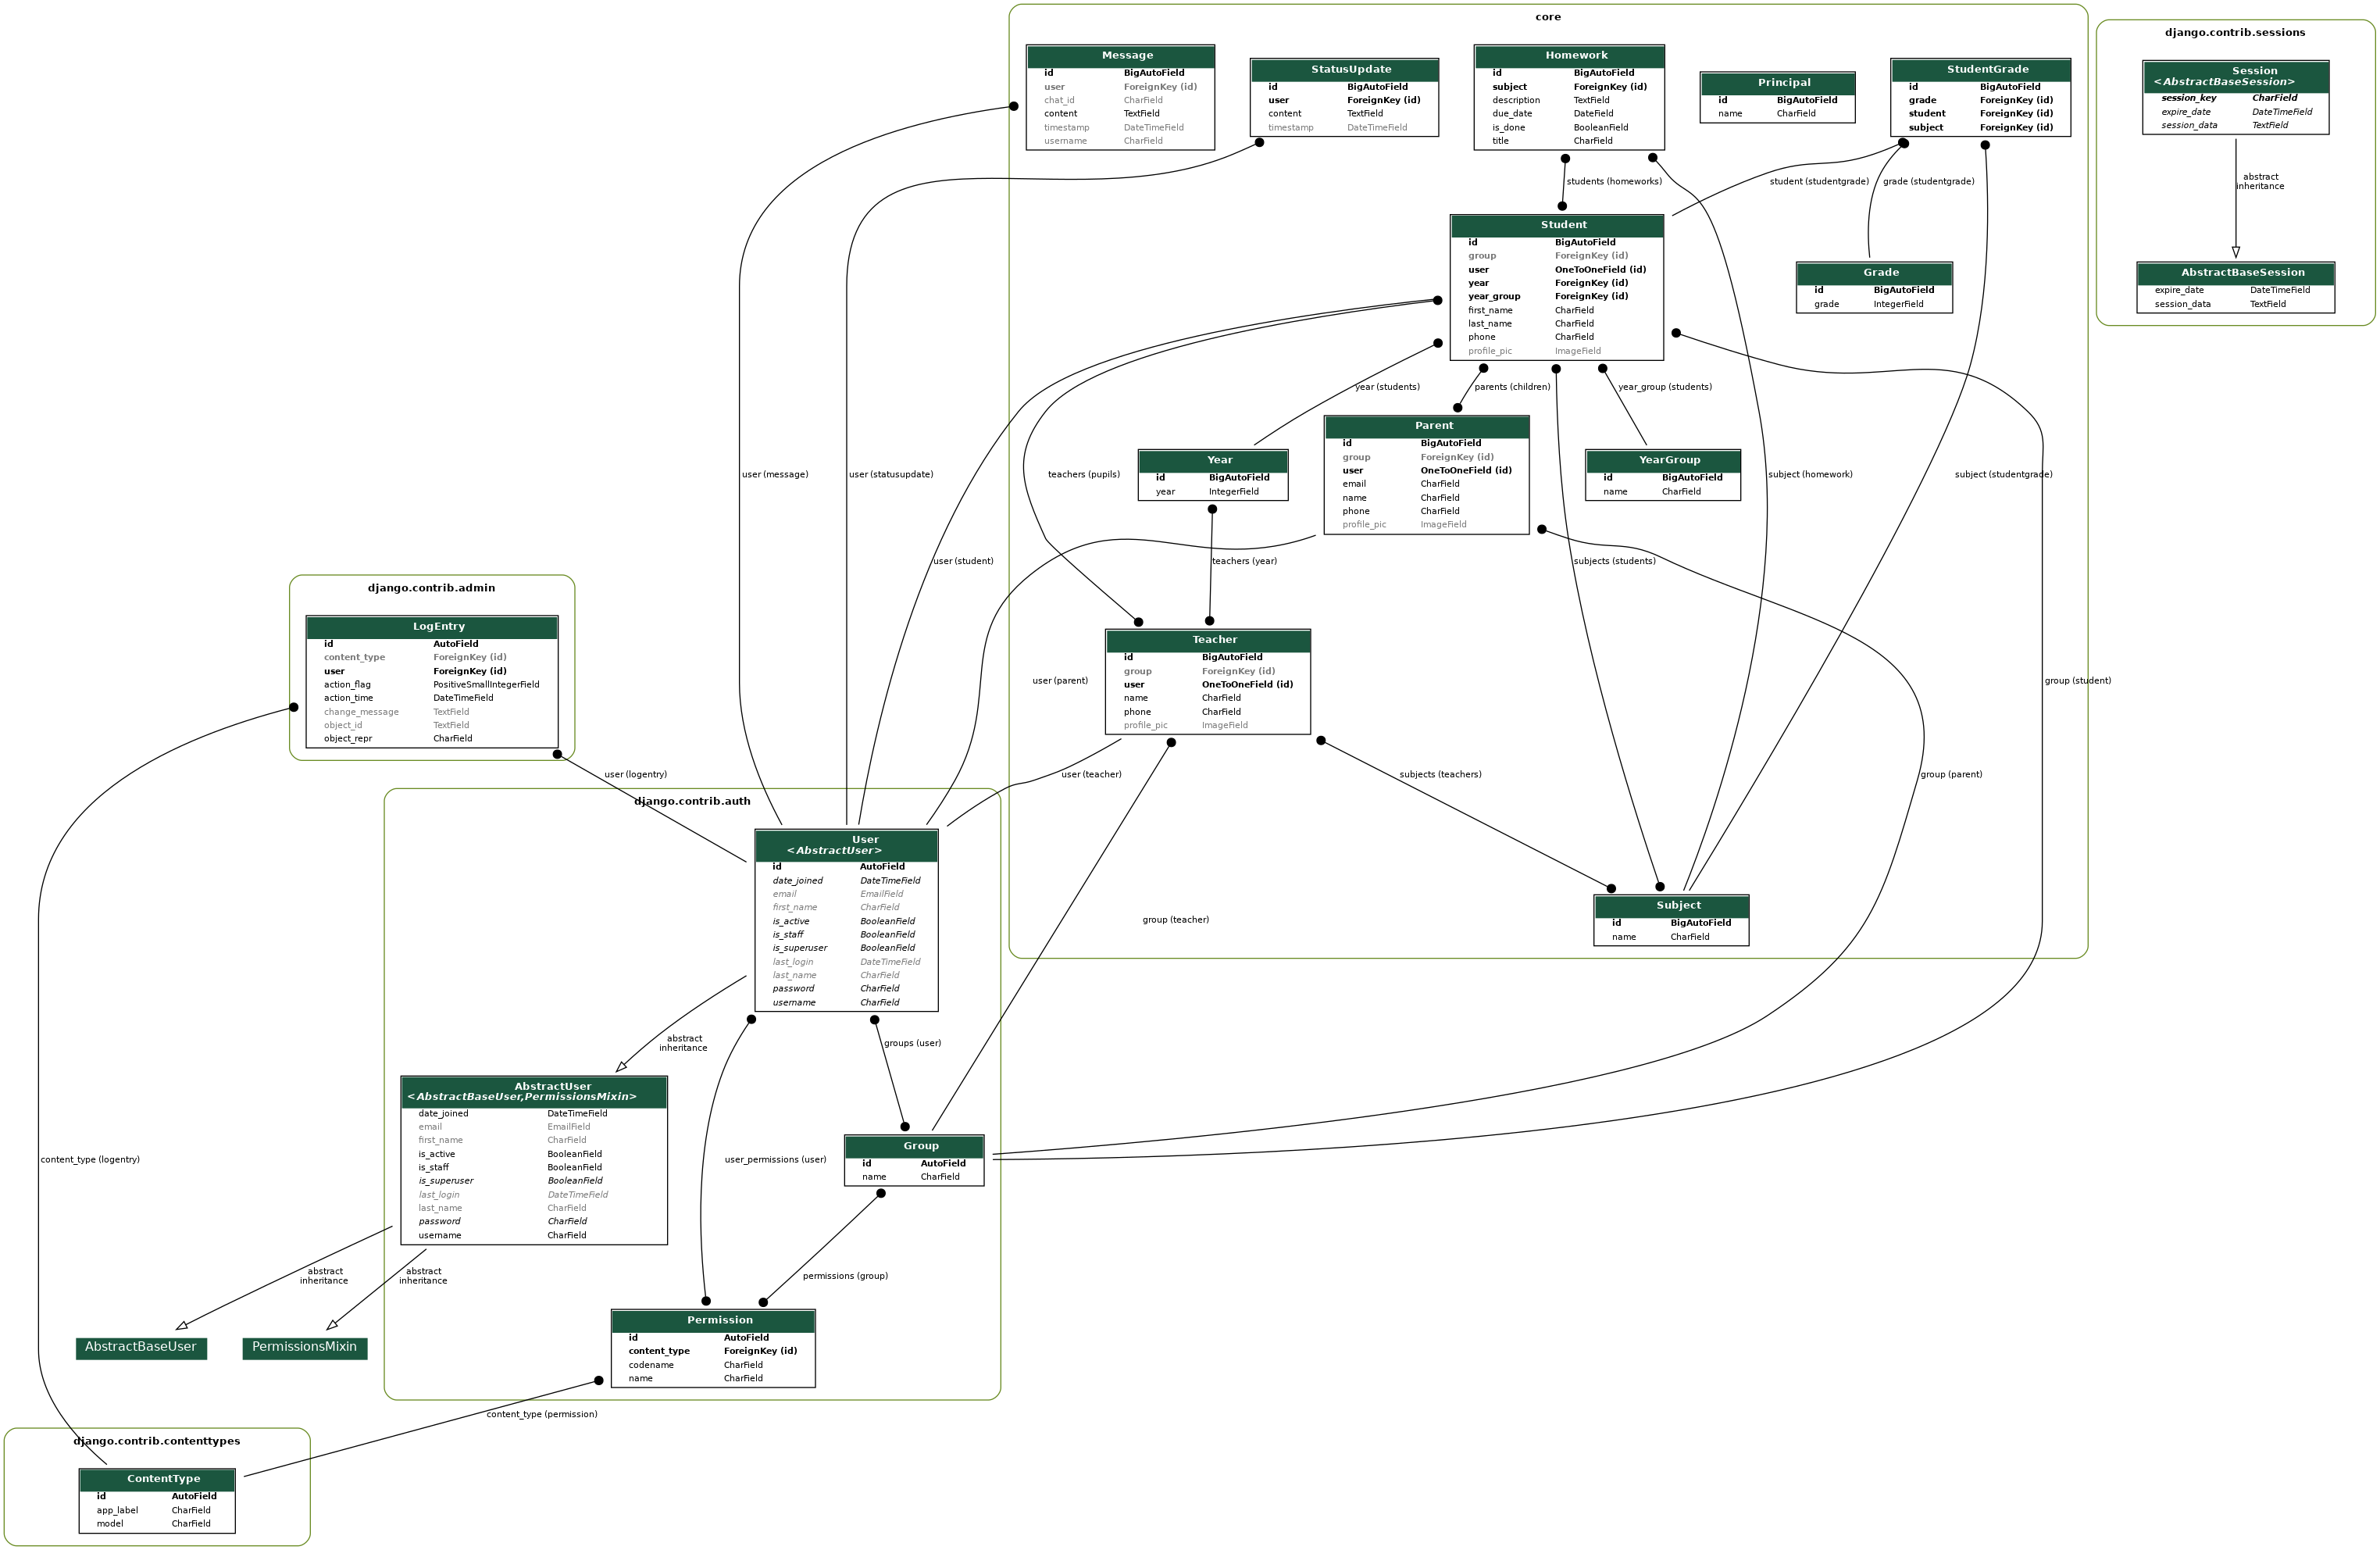 core
Message
id BigAutoField
user ForeignKey (id)
chat_id CharField
content TextField
timestamp DateTimeField
username CharField
StatusUpdate
id BigAutoField
user ForeignKey (id)
content TextField
timestamp DateTimeField
Homework
id BigAutoField
subject ForeignKey (id)
description TextField
due_date DateField
is_done BooleanField
title CharField
Principal
id BigAutoField
name CharField
StudentGrade
id BigAutoField
grade ForeignKey (id)
student ForeignKey (id)
subject ForeignKey (id)
django.contrib.sessions
Session
<AbstractBaseSession>
session_key CharField
expire_date DateTimeField
session_data TextField
abstract
inheritance
AbstractBaseSession
expire_date DateTimeField
session_data TextField
students (homeworks)
student (studentgrade)
grade (studentgrade)
Student
id BigAutoField
group ForeignKey (id)
user OneToOneField (id)
year ForeignKey (id)
year_group ForeignKey (id)
first_name CharField
last_name CharField
phone CharField
profile_pic ImageField
Grade
id BigAutoField
grade IntegerField
year (students)
parents (children)
year_group (students)
Parent
id BigAutoField
group ForeignKey (id)
user OneToOneField (id)
email CharField
name CharField
phone CharField
profile_pic ImageField
Year
id BigAutoField
year IntegerField
YearGroup
id BigAutoField
name CharField
user (message)
user (statusupdate)
teachers (pupils)
subject (homework)
subject (studentgrade)
user (student)
teachers (year)
subjects (students)
django.contrib.admin
LogEntry
id AutoField
content_type ForeignKey (id)
user ForeignKey (id)
action_flag PositiveSmallIntegerField
action_time DateTimeField
change_message TextField
object_id TextField
object_repr CharField
Teacher
id BigAutoField
group ForeignKey (id)
user OneToOneField (id)
name CharField
phone CharField
profile_pic ImageField
user (parent)
group (student)
user (logentry)
user (teacher)
subjects (teachers)
group (parent)
django.contrib.auth
User
<AbstractUser>
id AutoField
date_joined DateTimeField
email EmailField
first_name CharField
is_active BooleanField
is_staff BooleanField
is_superuser BooleanField
last_login DateTimeField
last_name CharField
password CharField
username CharField
Subject
id BigAutoField
name CharField
group (teacher)
abstract
inheritance
groups (user)
AbstractUser
<AbstractBaseUser,PermissionsMixin>
date_joined DateTimeField
email EmailField
first_name CharField
is_active BooleanField
is_staff BooleanField
is_superuser BooleanField
last_login DateTimeField
last_name CharField
password CharField
username CharField
Group
id AutoField
name CharField
content_type (logentry)
user_permissions (user)
abstract
inheritance
abstract
inheritance
permissions (group)
AbstractBaseUser
PermissionsMixin
Permission
id AutoField
content_type ForeignKey (id)
codename CharField
name CharField
content_type (permission)
django.contrib.contenttypes
ContentType
id AutoField
app_label CharField
model CharField